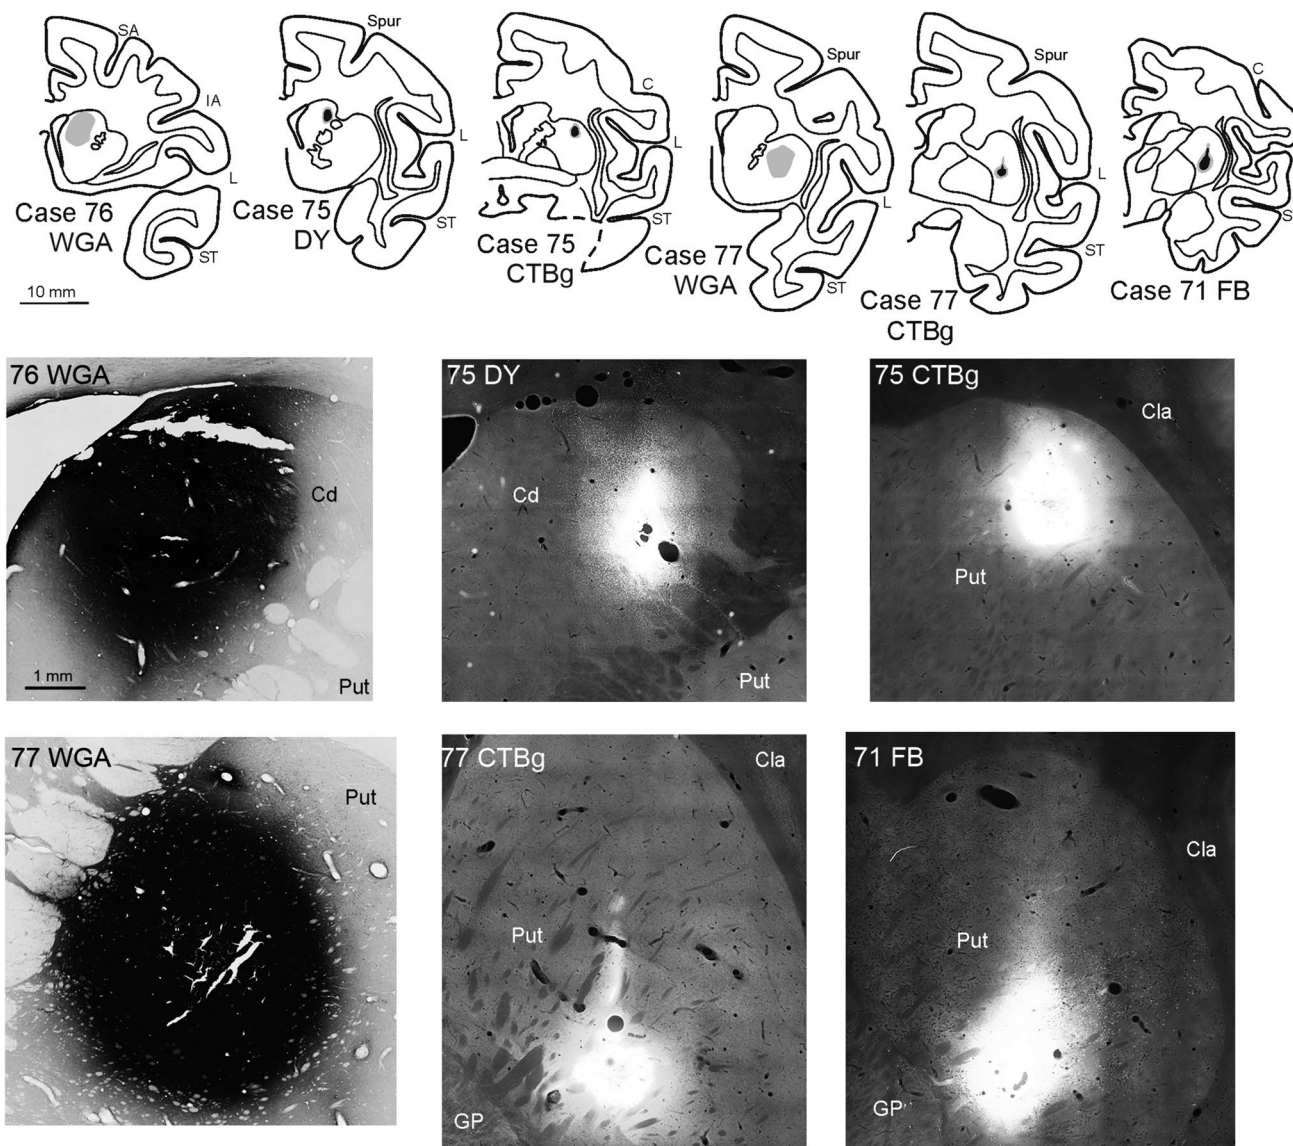 SA
IA
L
ST
Case 76
WGA
Spur
L
ST
Case 75
DY
C
L
ST
Case 75
CTBg
Spur
L
ST
Case 77
WGA
Spur
L
ST
Case 77
CTBg
C
L
S
Case 71 FB
10 mm
76 WGA
Cd
Put
1 mm
75 DY
Cd
Put
75 CTBg
Cla
Put
77 WGA
Put
77 CTBg
Cla
Put
GP
71 FB
Cla
Put
GP